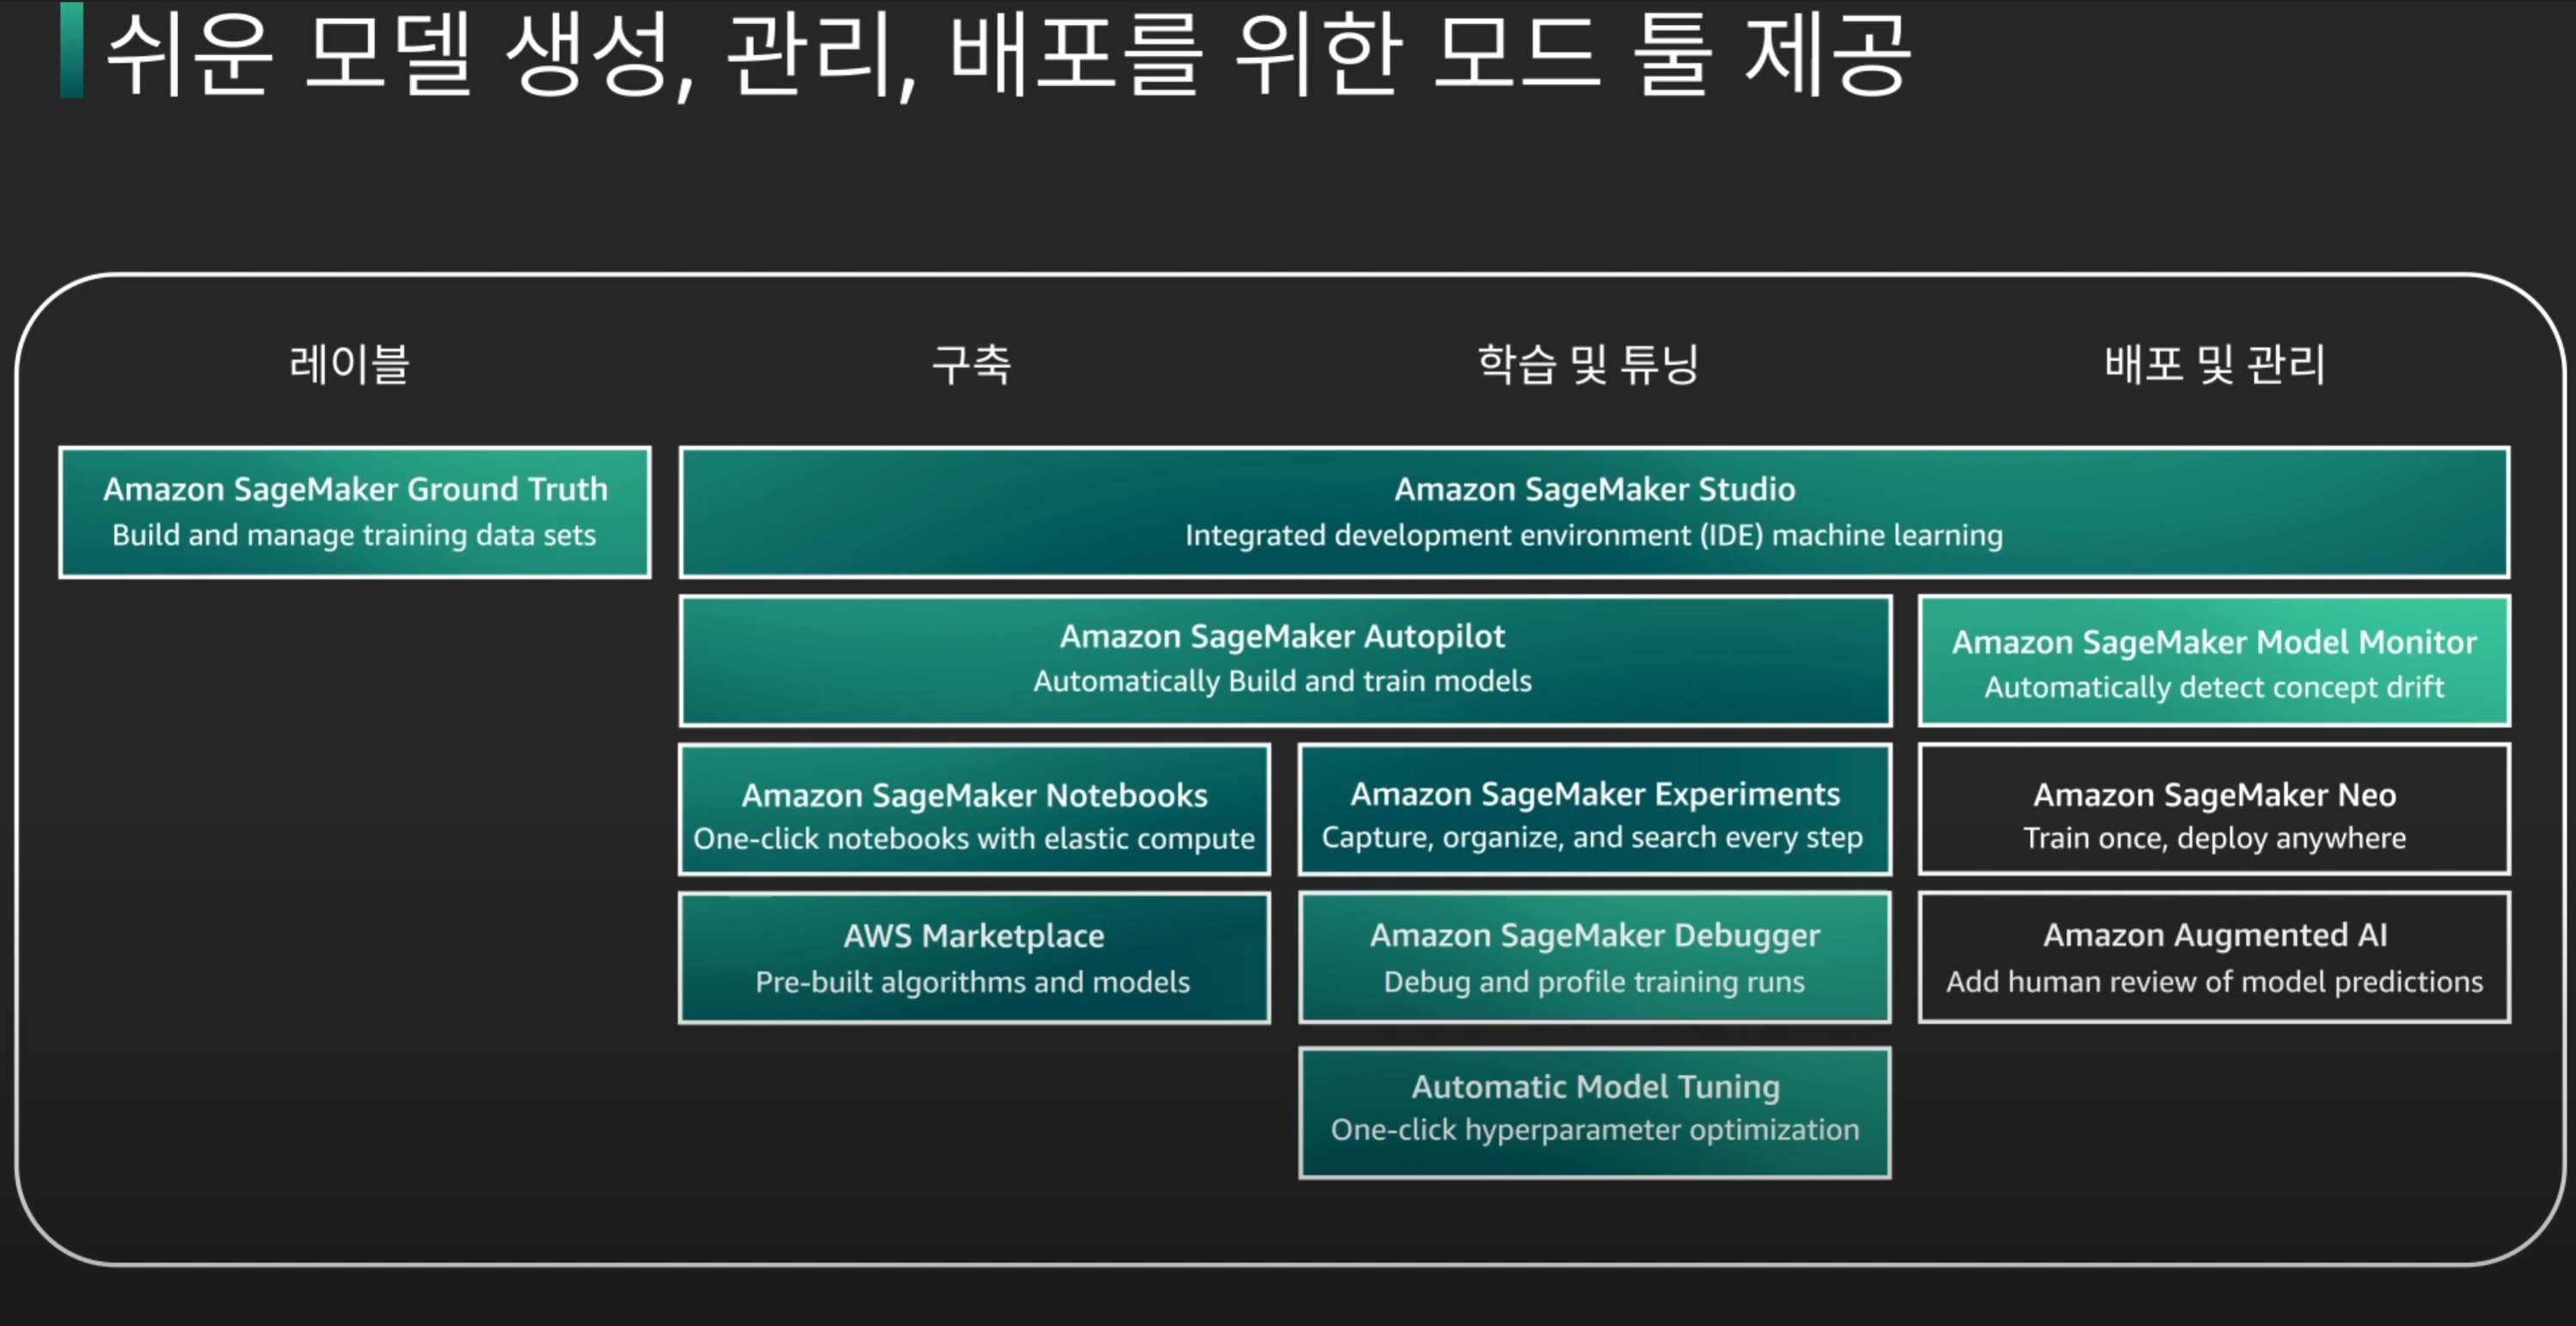 쉬운 모델 생성, 관리, 배포를 위한 모드 툴 제공
레이블
구축
학습 및 튜닝
배포 및 관리
Amazon SageMaker Ground Truth
Build and manage training data sets
Amazon SageMaker Studio
Integrated development environment (IDE) machine learning
Amazon SageMaker Autopilot
Automatically Build and train models
Amazon SageMaker Model Monitor
Automatically detect concept drift
Amazon SageMaker Notebooks
One-click notebooks with elastic compute
Amazon SageMaker Experiments
Capture, organize, and search every step
Amazon SageMaker Neo
Train once, deploy anywhere
AWS Marketplace
Pre-built algorithms and models
Amazon SageMaker Debugger
Debug and profile training runs
Amazon Augmented AI
Add human review of model predictions
Automatic Model Tuning
One-click hyperparameter optimization